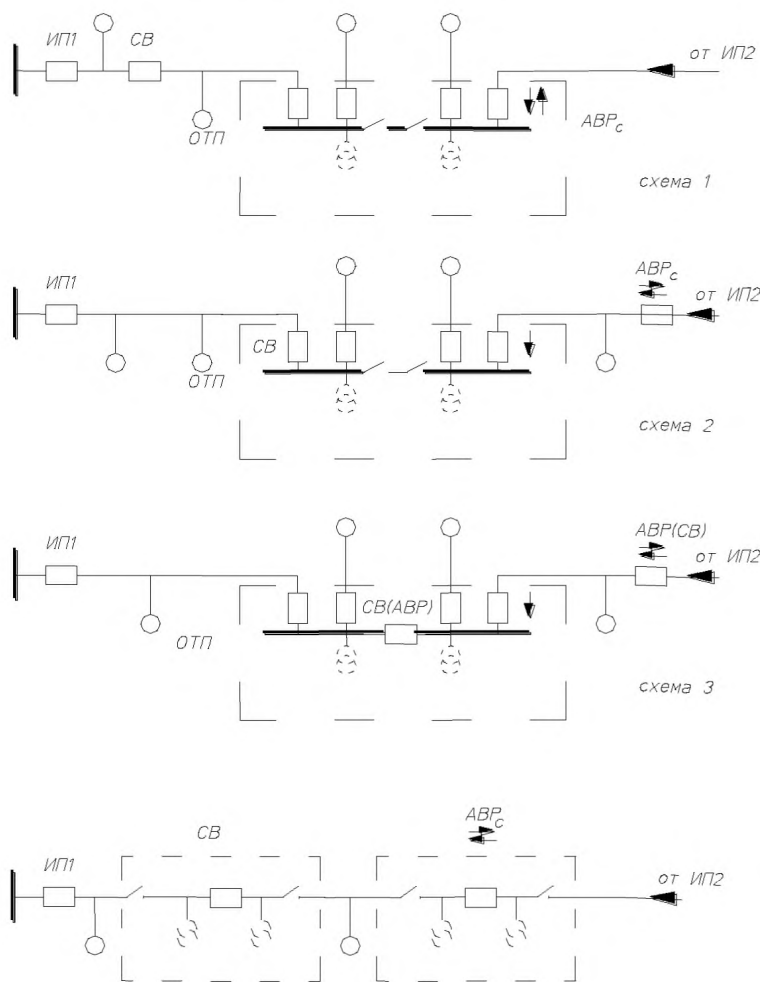 ИП1
СВ
от ИП2
ОТП
АВРс
схема 1
АВРс
ИП1
от ИП2
СВ
ОТП
схема 2
АВР(СВ)
ИП1
от ИП2
СВ(АВР)
ОТП
схема 3
СВ
АВРс
ИП1
от ИП2